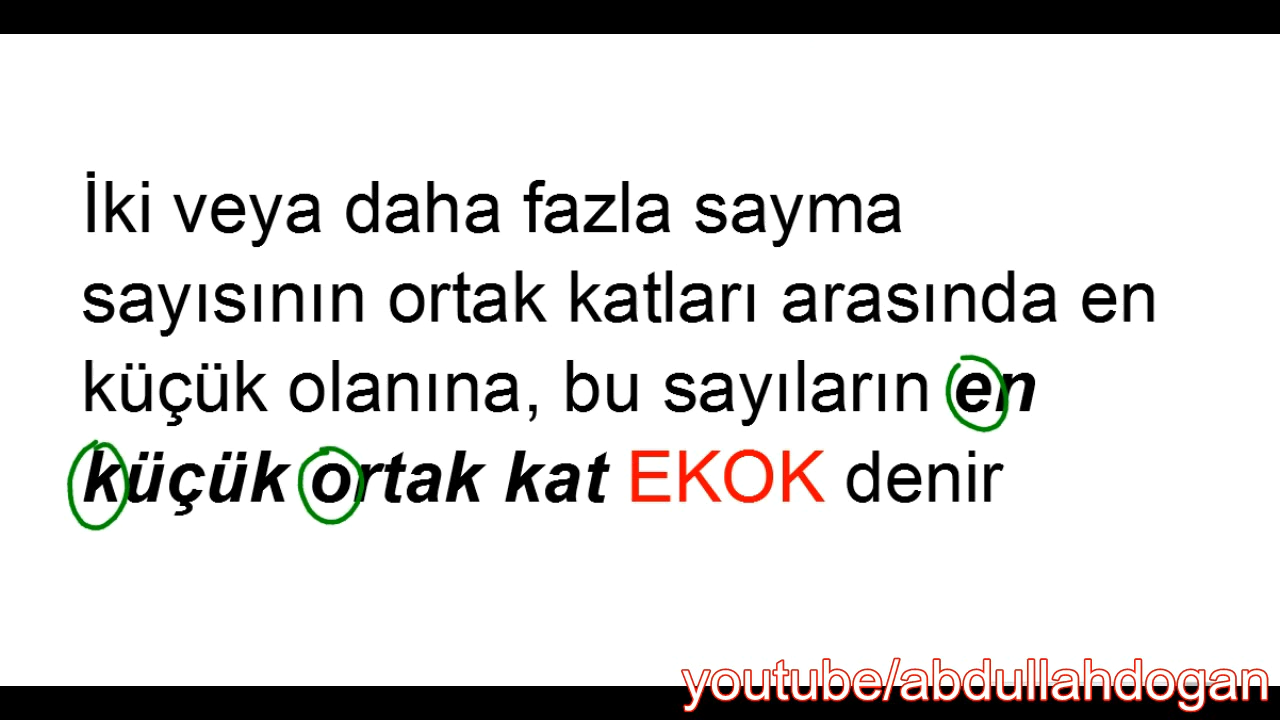 İki veya daha fazla sayma
sayısının ortak katları arasında en
küçük olanına, bu sayıların en
küçük ortak kat EKOK denir
youtube/abdullahdogan